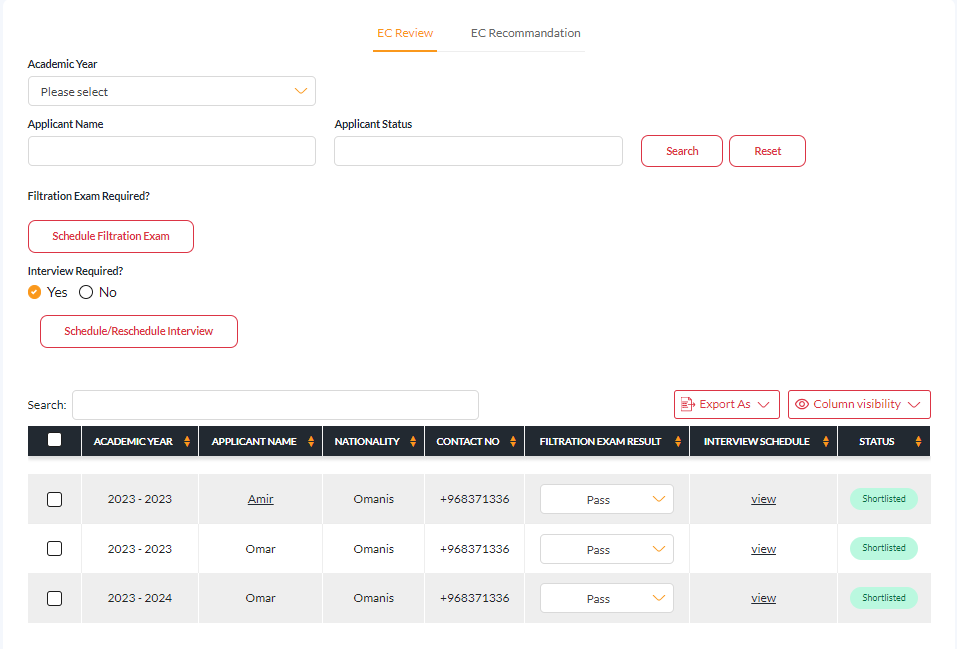 EC Review EC Recommandation
Academic Year
Please select
Applicant Name Applicant Status
Search Reset
Filtration Exam Required?
Schedule Filtration Exam
Interview Required?
Yes No
Schedule/Reschedule Interview
Search: Export As Column visibility
ACADEMIC YEAR APPLICANT NAME NATIONALITY CONTACT NO FILTRATION EXAM RESULT INTERVIEW SCHEDULE STATUS
2023 - 2023 Amir Omanis +968371336 Pass view Shortlisted
2023 - 2023 Omar Omanis +968371336 Pass view Shortlisted
2023 - 2024 Omar Omanis +968371336 Pass view Shortlisted